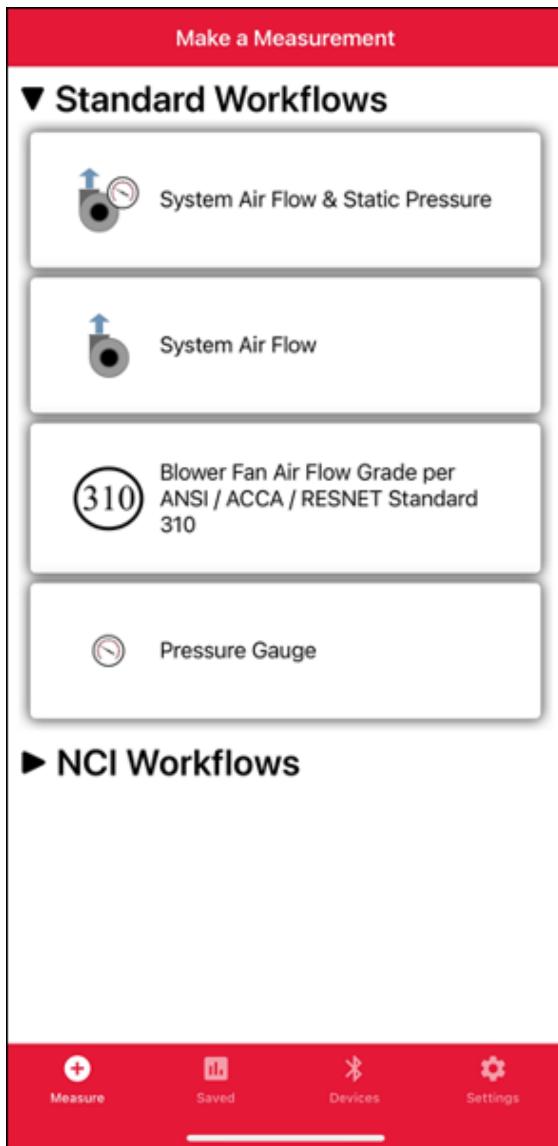 Make a Measurement
Standard Workflows
System Air Flow & Static Pressure
System Air Flow
310
Blower Fan Air Flow Grade per
ANSI / ACCA / RESNET Standard
310
Pressure Gauge
NCI Workflows
Measure
Saved
Devices
Settings